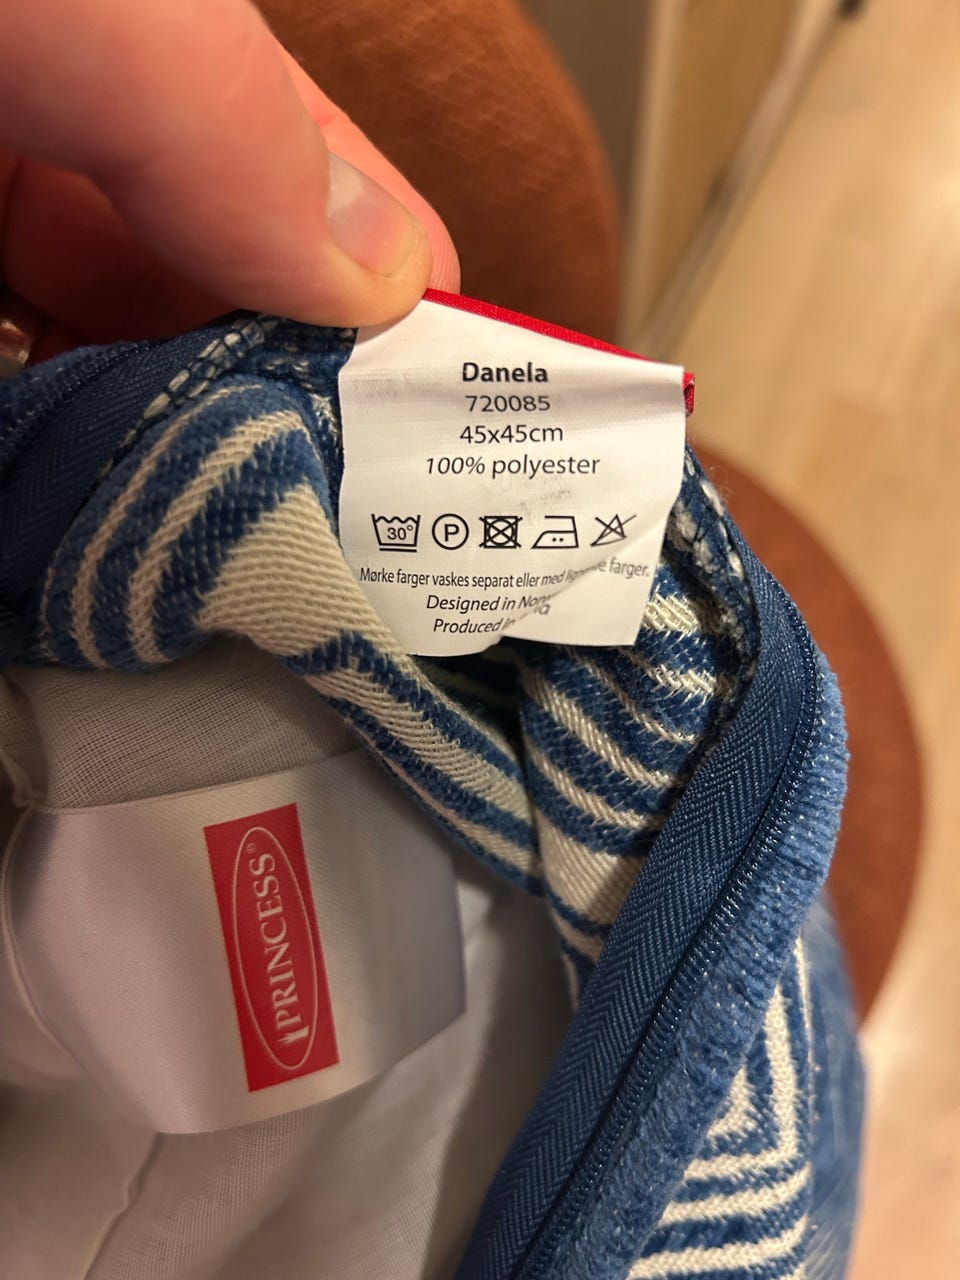 Danela
720085
45x45cm
100% polyester
30°
P
Mørke farger vaskes separat eller med farger.
Designed in
Produced in
PRINCESS®